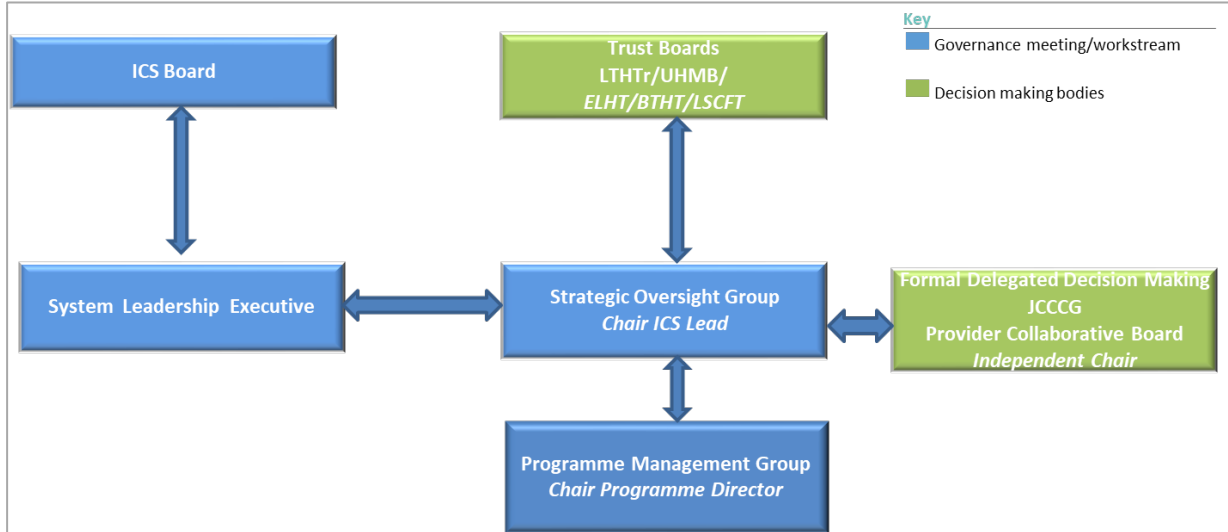 Key
Governance meeting/workstream
Decision making bodies
ICS Board
Trust Boards
LTHTr/UHMB/
ELHT/BTHT/LSCFT
System Leadership Executive
Strategic Oversight Group
Chair ICS Lead
Formal Delegated Decision Making
JCCCG
Provider Collaborative Board
Independent Chair
Programme Management Group
Chair Programme Director